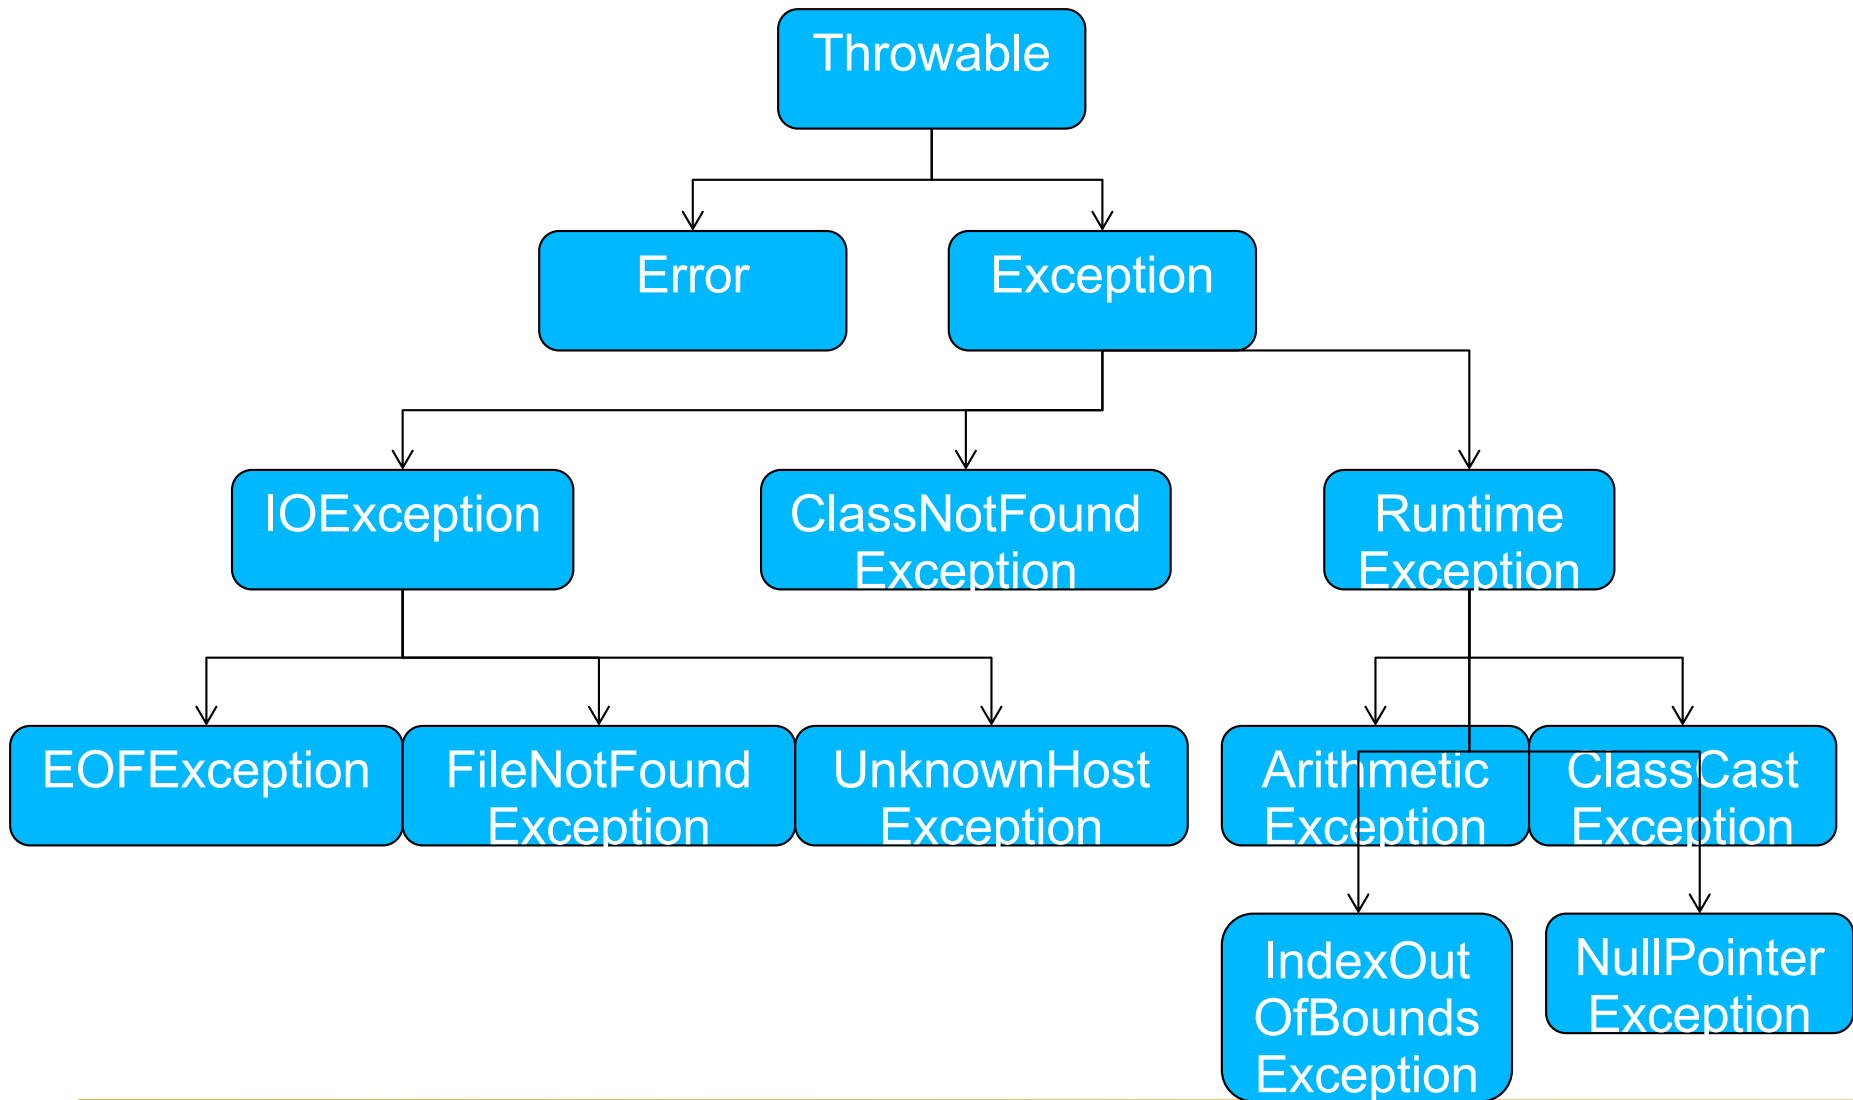 Throwable
Error
Exception
IOException
ClassNotFound
Exception
Runtime
Exception
EOFException
FileNotFound
Exception
UnknownHost
Exception
Arithmetic
Exception
ClassCast
Exception
IndexOut
OfBounds
Exception
NullPointer
Exception